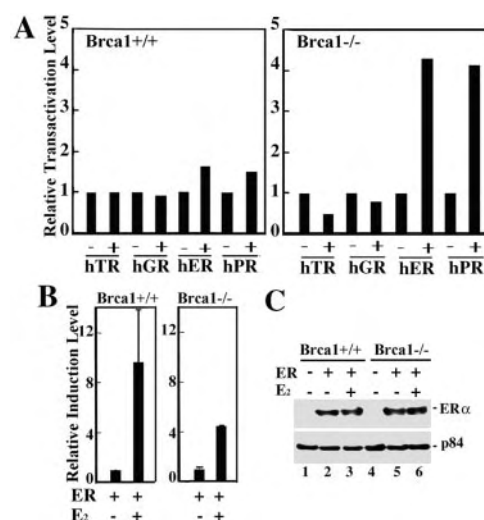 A
Brca1+/+
Brca1-/-
Relative Transactivation Level
5
4
3
2
1
0
5
4
3
2
1
0
- + - + - + - +
hTR hGR hER hPR
- + - + - + - +
hTR hGR hER hPR
B
Brca1+/+ Brca1-/-
Relative Induction Level
12
8
4
0
12
8
4
0
ER + + + +
E2 - + - +
C
Brca1+/+ Brca1-/-
ER - + + - + +
E2 - - + - - +
-ERα
- p84
1 2 3 4 5 6